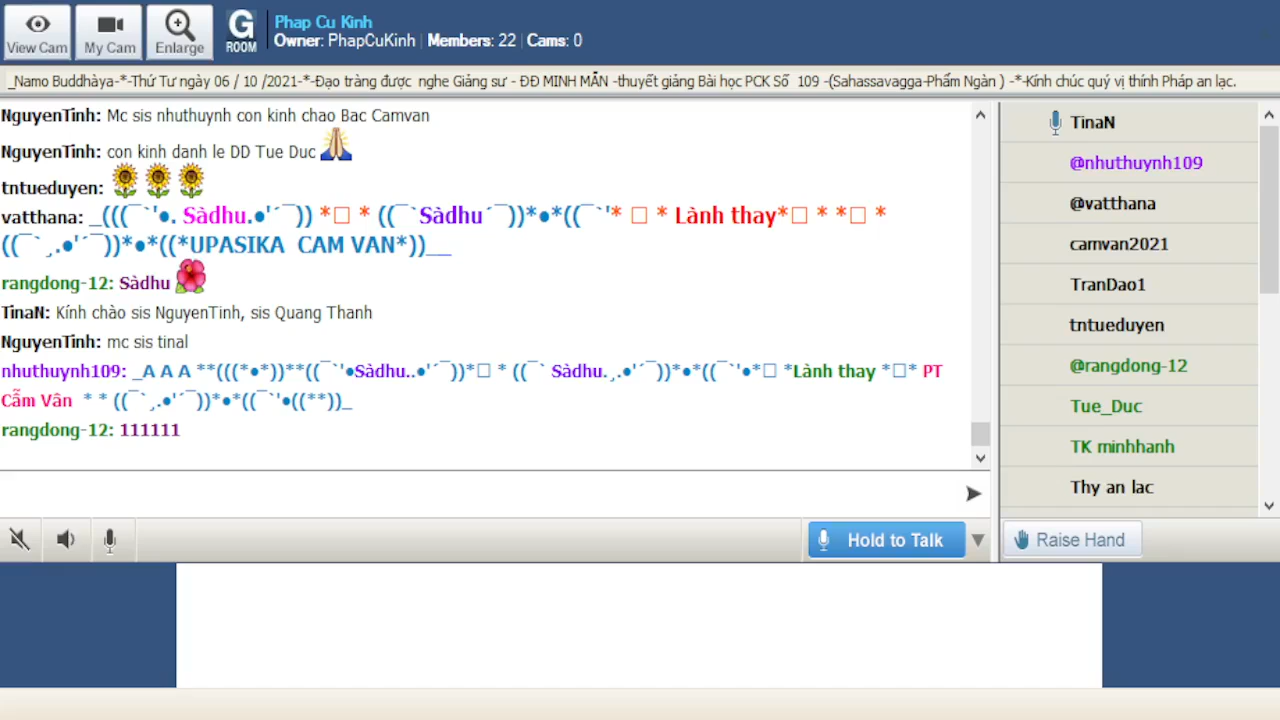 View Cam
My Cam
Enlarge
G
ROOM
Phap Cu Kinh
Owner: PhapCuKinh | Members: 22 | Cams: 0
_Namo Buddhàya-*-Thứ Tư ngày 06 / 10 /2021-*-Đạo tràng được nghe Giảng sư - ĐĐ MINH MẪN -thuyết giảng Bài học PCK Số 109 -(Sahassavagga-Phẩm Ngàn ) -*-Kính chúc quý vị thính Pháp an lạc.
NguyenTinh: Mc sis nhuthuynh con kinh chao Bac Camvan
NguyenTinh: con kinh danh le DD Tue Duc
tntueduyen:
vatthana: _(((¯`'●. Sàdhu.●'´¯)) *□ * ((¯`Sàdhu´¯))*●*((¯`'* □ * Lành thay*□ * *□ *
((¯`¸.●'´¯))*●*((*UPASIKA CAM VAN*))__
rangdong-12: Sàdhu
TinaN: Kính chào sis NguyenTinh, sis Quang Thanh
NguyenTinh: mc sis tinal
nhuthuynh109: _A A A **(((*●*))**((¯`'●Sàdhu..●'´¯))*□ * ((¯` Sàdhu.¸.●'´¯))*●*((¯`'●*□ *Lành thay *□* PT
Cẩm Vân * * ((¯`¸.●'´¯))*●*((¯`'●((**))_
rangdong-12: 111111
Hold to Talk
TinaN
@nhuthuynh109
@vatthana
camvan2021
TranDao1
tntueduyen
@rangdong-12
Tue_Duc
TK minhhanh
Thy an lac
Raise Hand